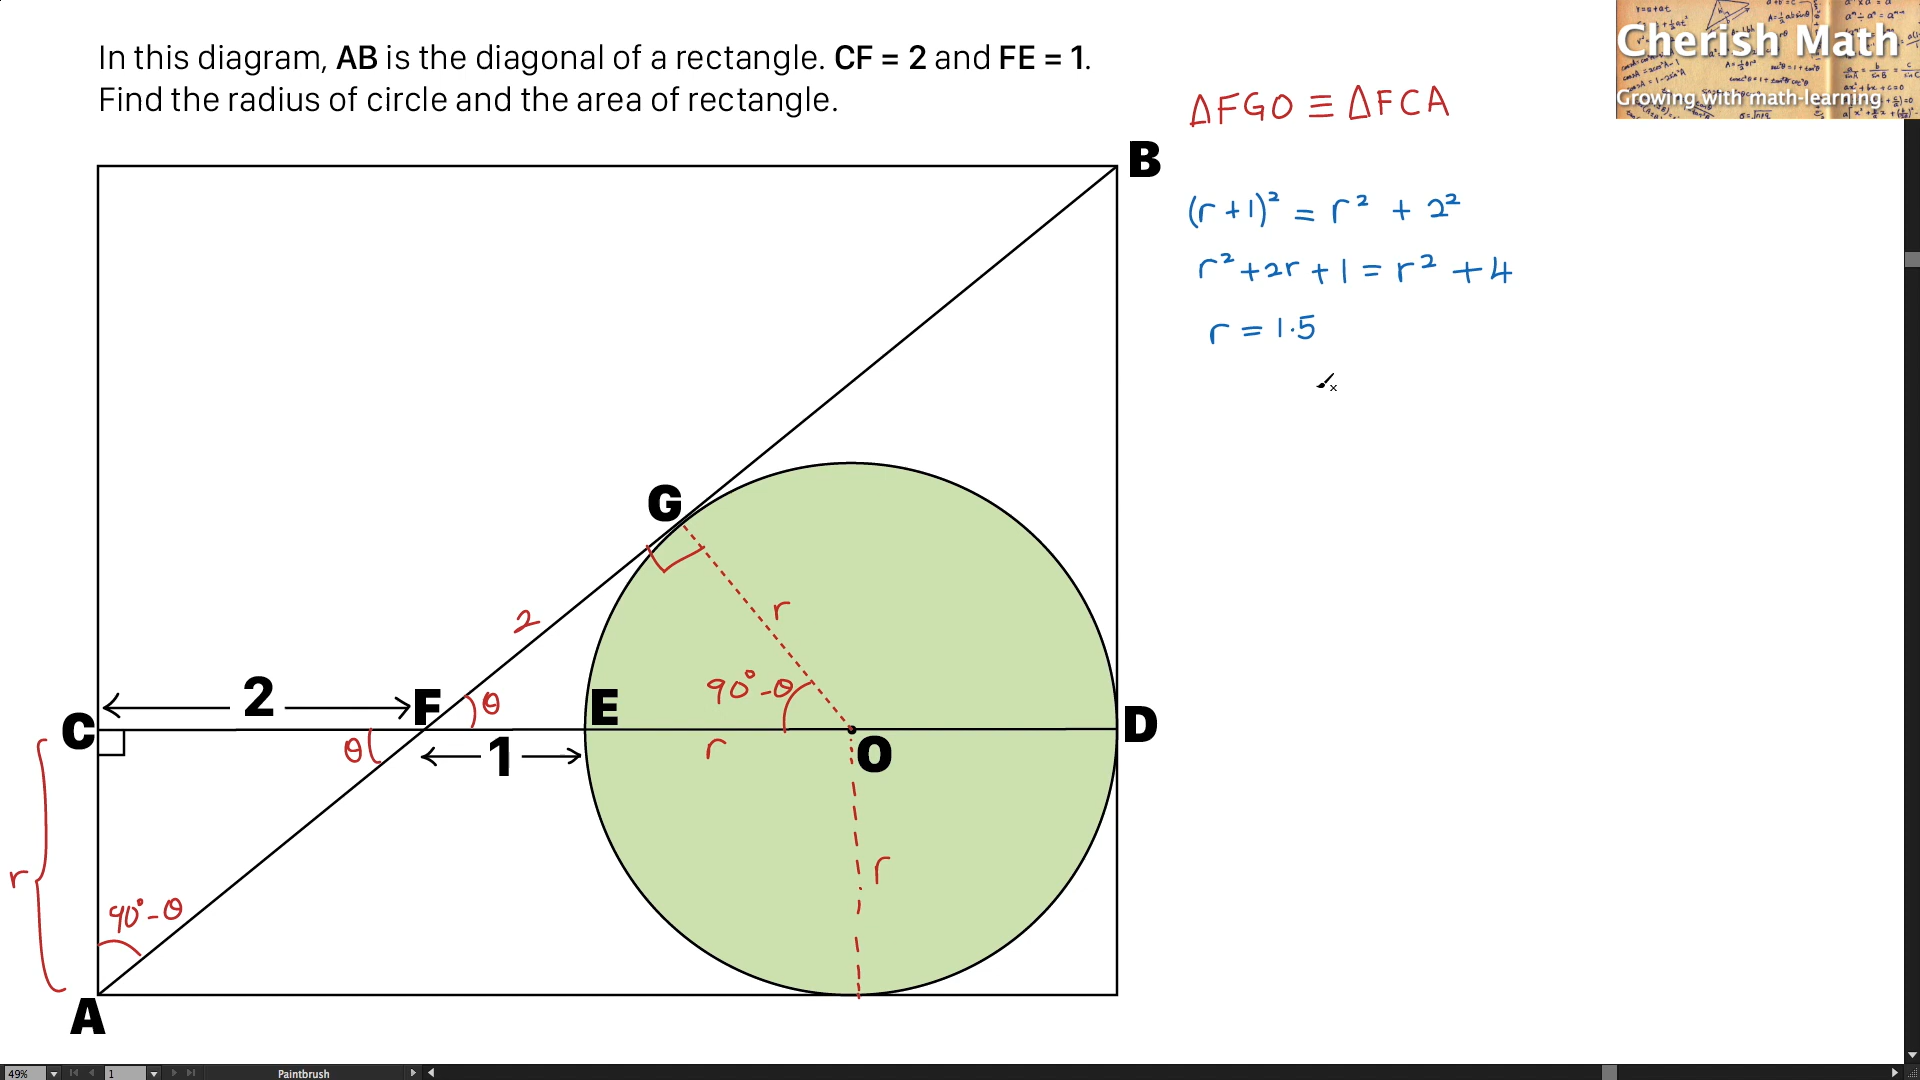 In this diagram, AB is the diagonal of a rectangle. CF = 2 and FE = 1.
Find the radius of circle and the area of rectangle.
Cherish Math
Growing with math-learning
△FGO ≡ △FCA
(r+1)² = r² + 2²
r² + 2r + 1 = r² + 4
r = 1.5
B
G
r
2
90°-θ
2
F
θ
E
C
D
θ
1
r
O
r
r
90°-θ
A
49%
1
Paintbrush